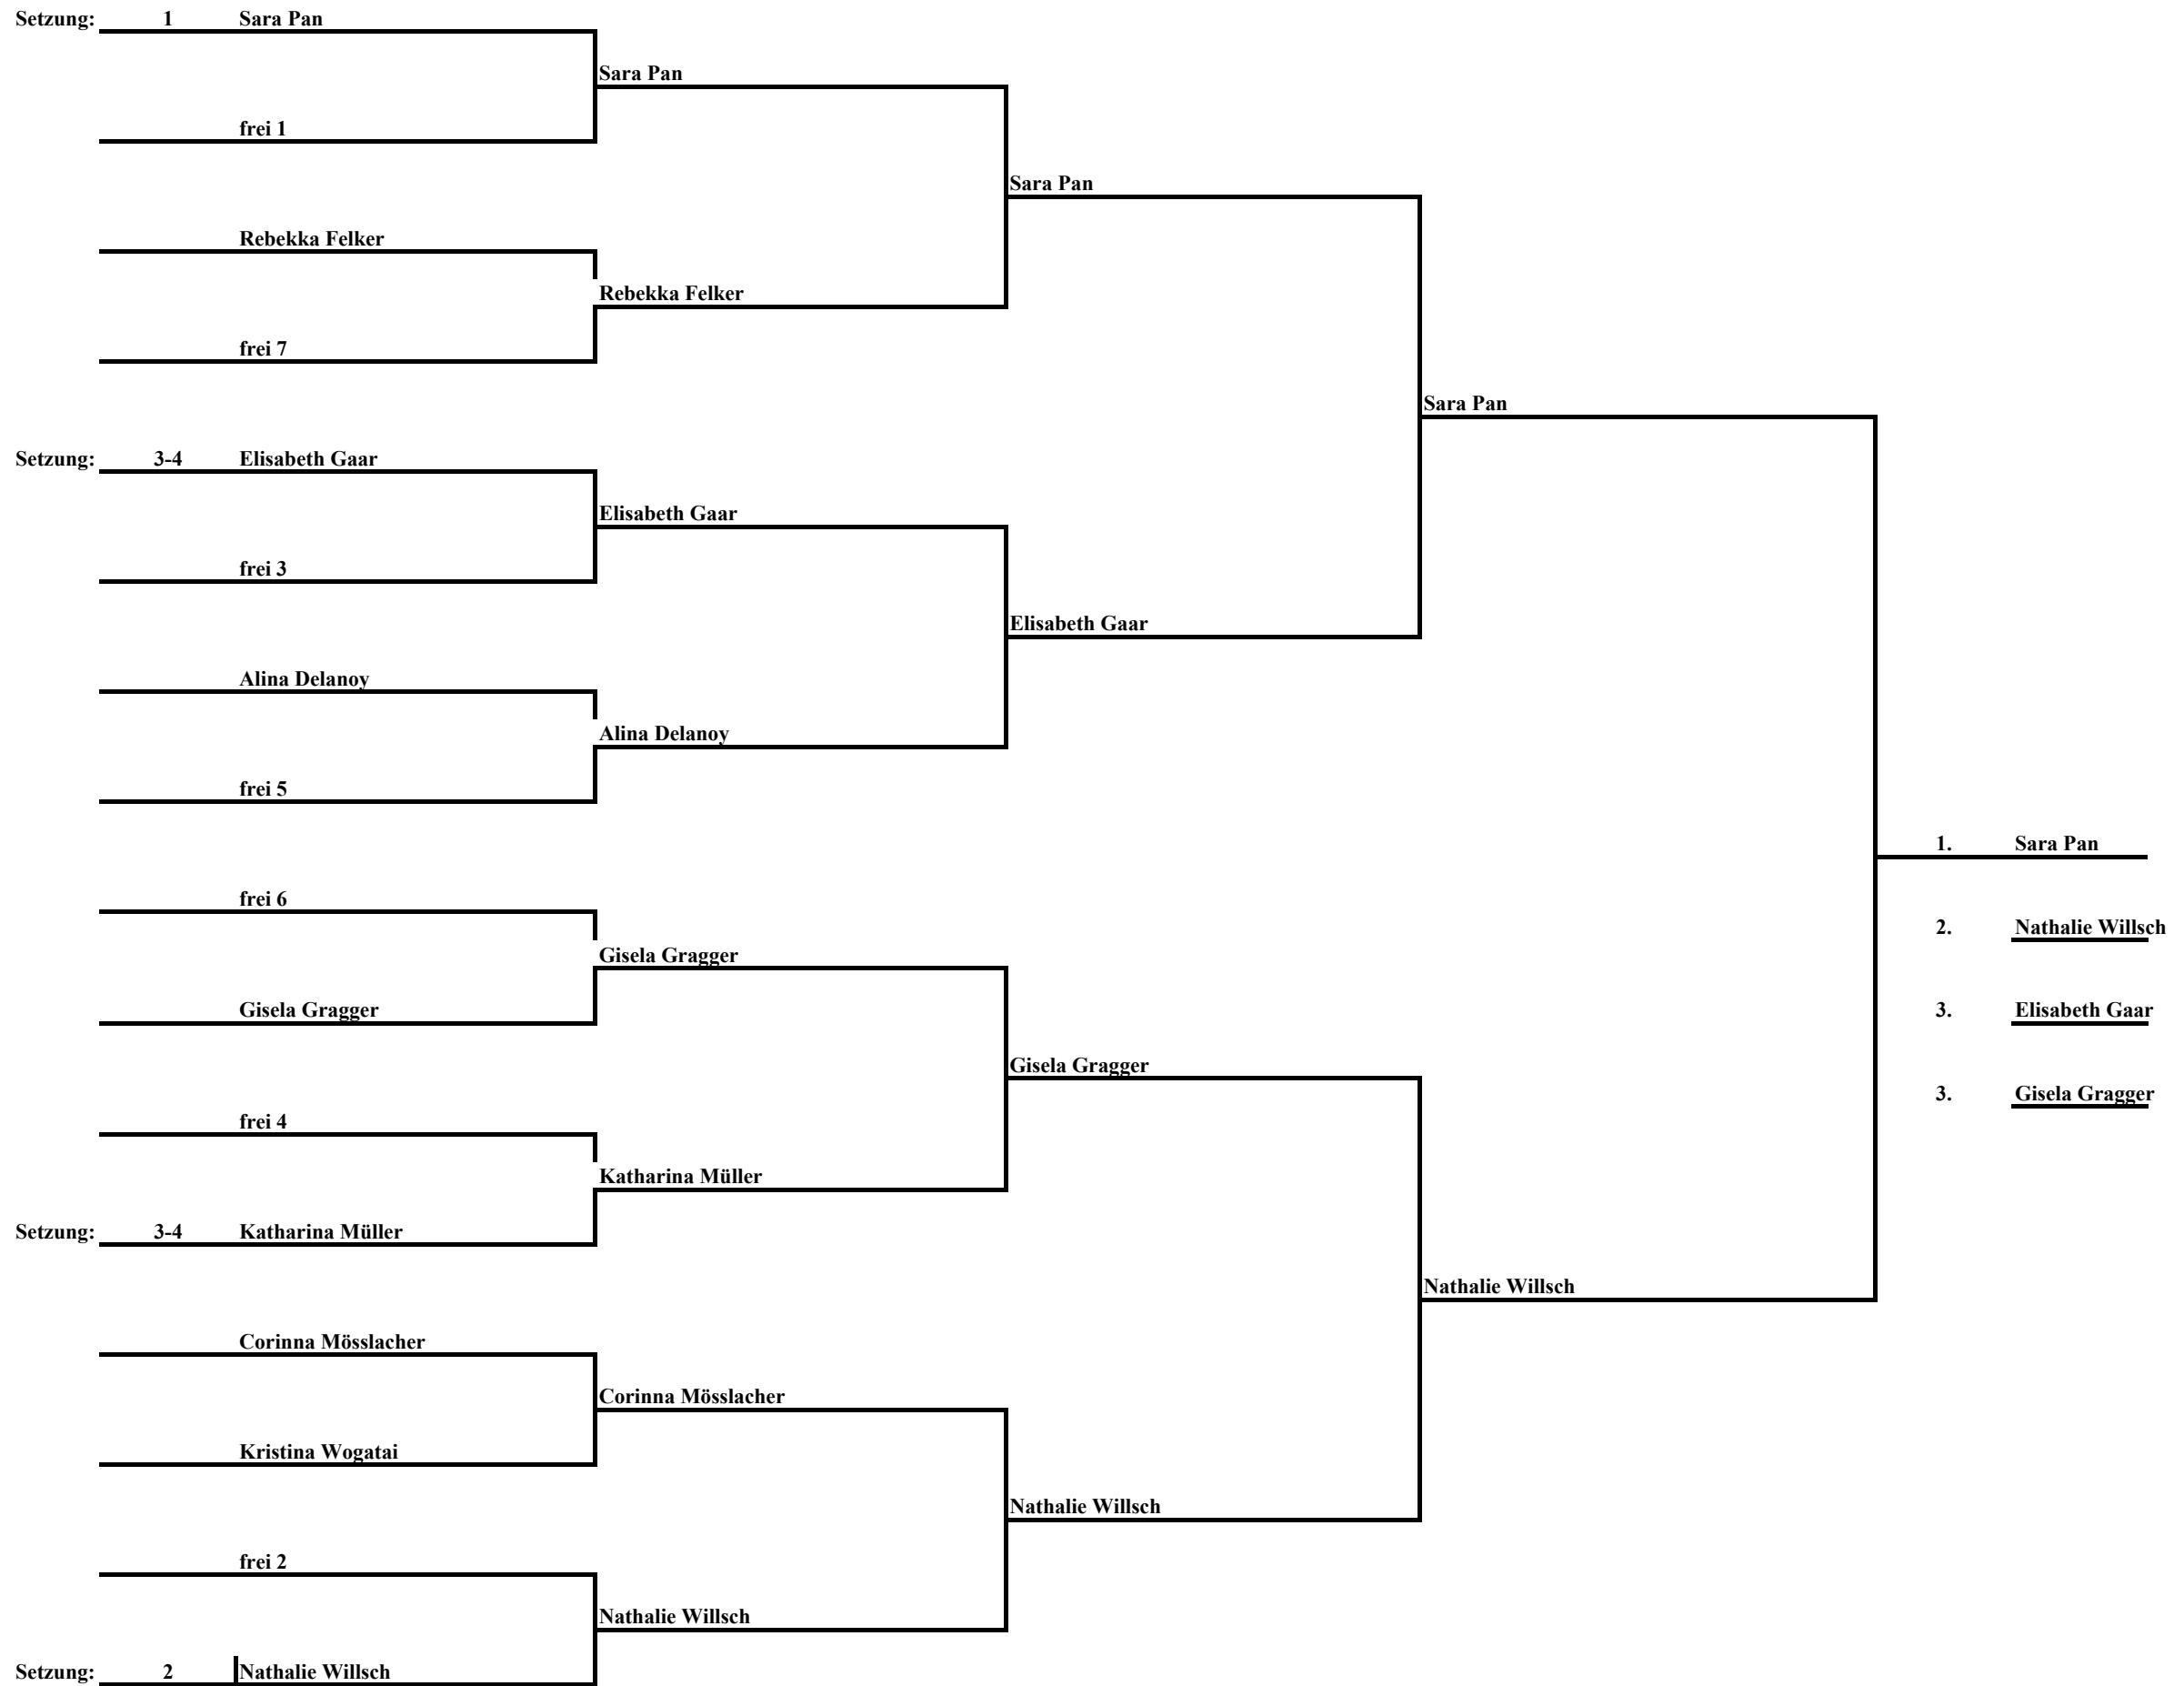 Setzung: 1 Sara Pan
Sara Pan
frei 1
Sara Pan
Rebekka Felker
Rebekka Felker
frei 7
Sara Pan
Setzung: 3-4 Elisabeth Gaar
Elisabeth Gaar
frei 3
Elisabeth Gaar
Alina Delanoy
Alina Delanoy
frei 5
1. Sara Pan
frei 6
2. Nathalie Willsch
Gisela Gragger
Gisela Gragger
3. Elisabeth Gaar
Gisela Gragger
3. Gisela Gragger
frei 4
Katharina Müller
Setzung: 3-4 Katharina Müller
Nathalie Willsch
Corinna Mösslacher
Corinna Mösslacher
Kristina Wogatai
Nathalie Willsch
frei 2
Nathalie Willsch
Setzung: 2 Nathalie Willsch